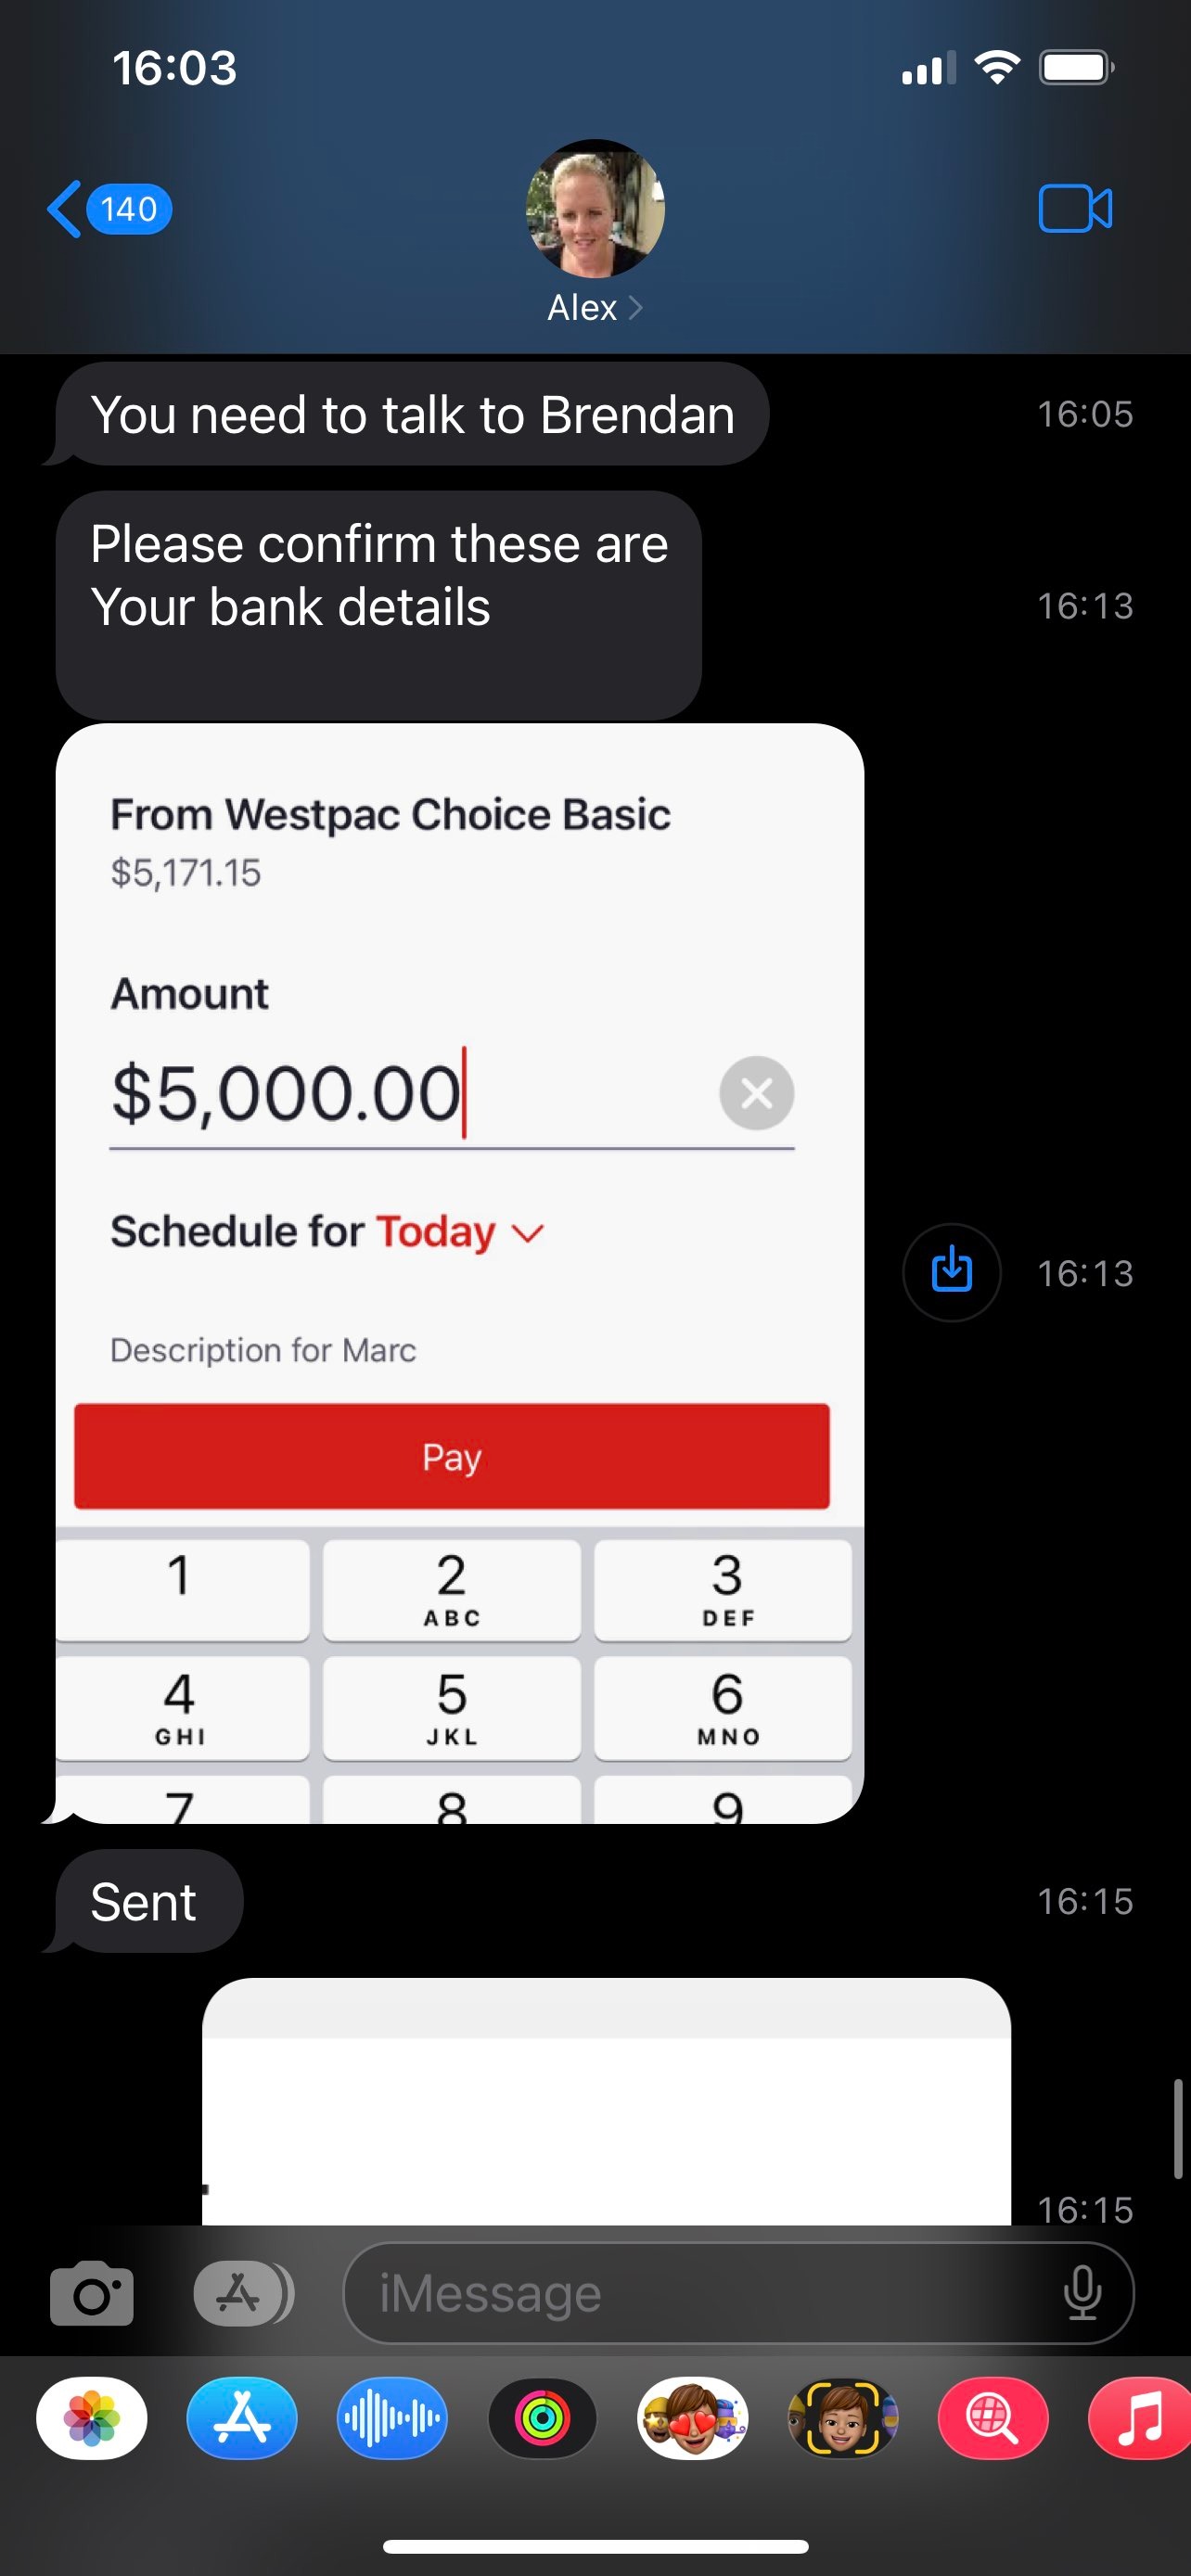 16:03
140
Alex
You need to talk to Brendan
16:05
Please confirm these are
Your bank details
16:13
From Westpac Choice Basic
$5,171.15
Amount
$5,000.00
Schedule for Today
16:13
Description for Marc
Pay
1
2
3
ABC
DEF
4
5
6
GHI
JKL
MNO
7
8
9
Sent
16:15
16:15
iMessage